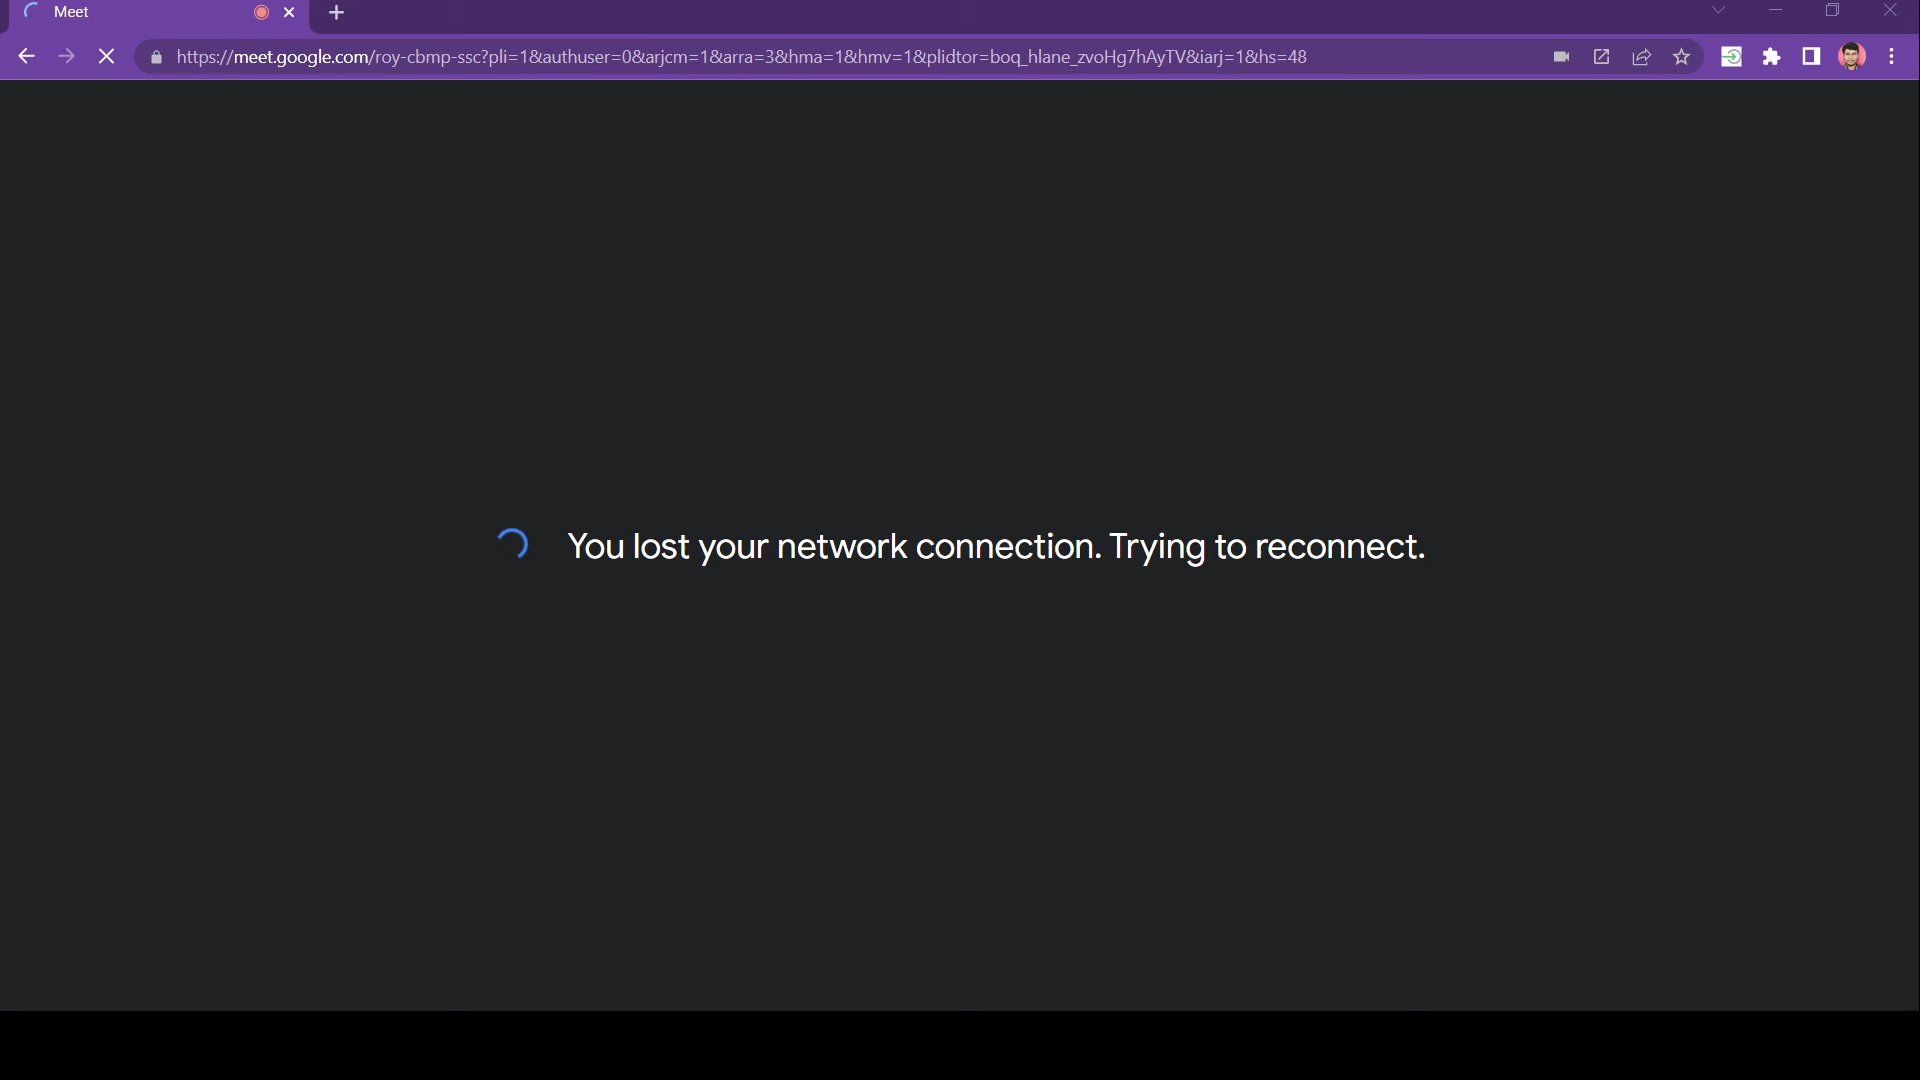 Meet
https://meet.google.com/roy-cbmp-ssc?pli=1&authuser=0&arjcm=1&arra=3&hma=1&hmv=1&plidtor=boq_hlane_zvoHg7hAyTV&iarj=1&hs=48
You lost your network connection. Trying to reconnect.